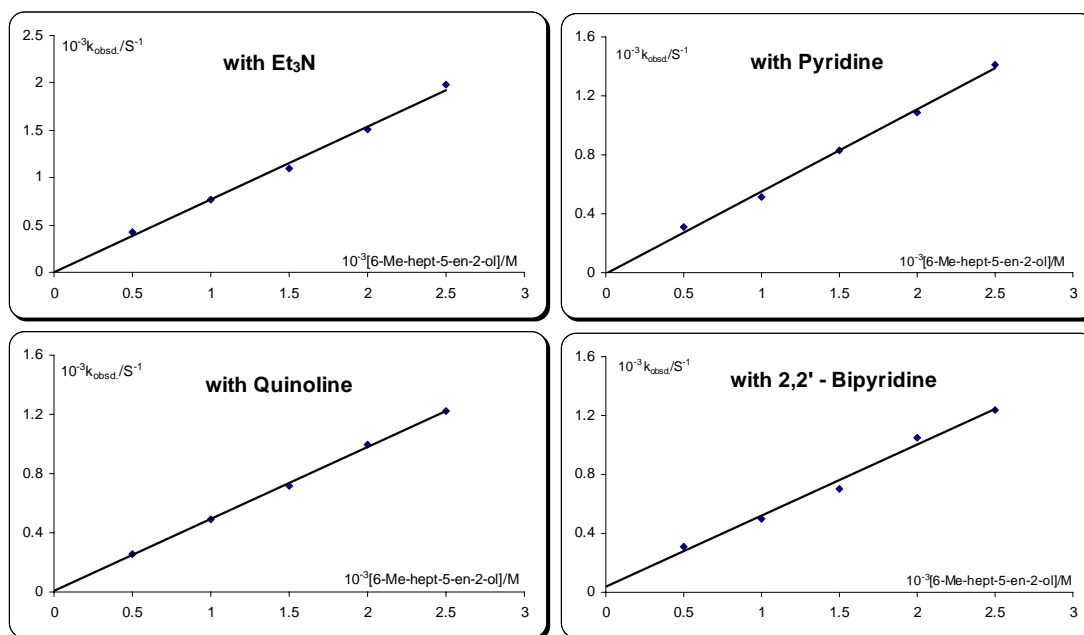 10⁻³k_obsd./S⁻¹
with Et₃N
2.5
2
1.5
1
0.5
0
10⁻³[6-Me-hept-5-en-2-ol]/M
0 0.5 1 1.5 2 2.5 3
10⁻³k_obsd./S⁻¹
with Pyridine
1.6
1.2
0.8
0.4
0
10⁻³[6-Me-hept-5-en-2-ol]/M
0 0.5 1 1.5 2 2.5 3
10⁻³k_obsd./S⁻¹
with Quinoline
1.6
1.2
0.8
0.4
0
10⁻³[6-Me-hept-5-en-2-ol]/M
0 0.5 1 1.5 2 2.5 3
10⁻³k_obsd./S⁻¹
with 2,2' - Bipyridine
1.6
1.2
0.8
0.4
0
10⁻³[6-Me-hept-5-en-2-ol]/M
0 0.5 1 1.5 2 2.5 3